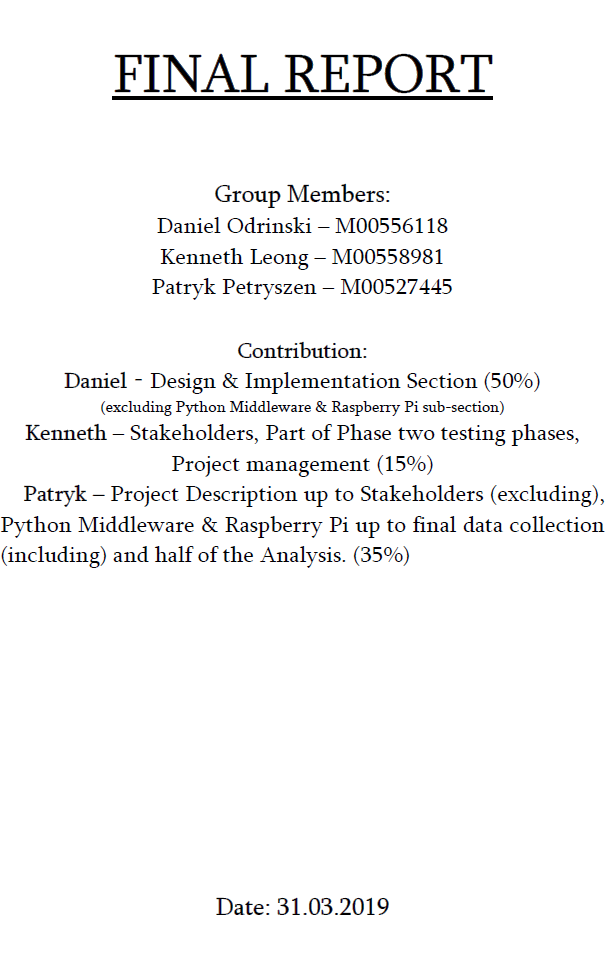 FINAL REPORT
Group Members:
Daniel Odrinski – M00556118
Kenneth Leong – M00558981
Patryk Petryszen – M00527445
Contribution:
Daniel - Design & Implementation Section (50%)
(excluding Python Middleware & Raspberry Pi sub-section)
Kenneth – Stakeholders, Part of Phase two testing phases,
Project management (15%)
Patryk – Project Description up to Stakeholders (excluding),
Python Middleware & Raspberry Pi up to final data collection
(including) and half of the Analysis. (35%)
Date: 31.03.2019